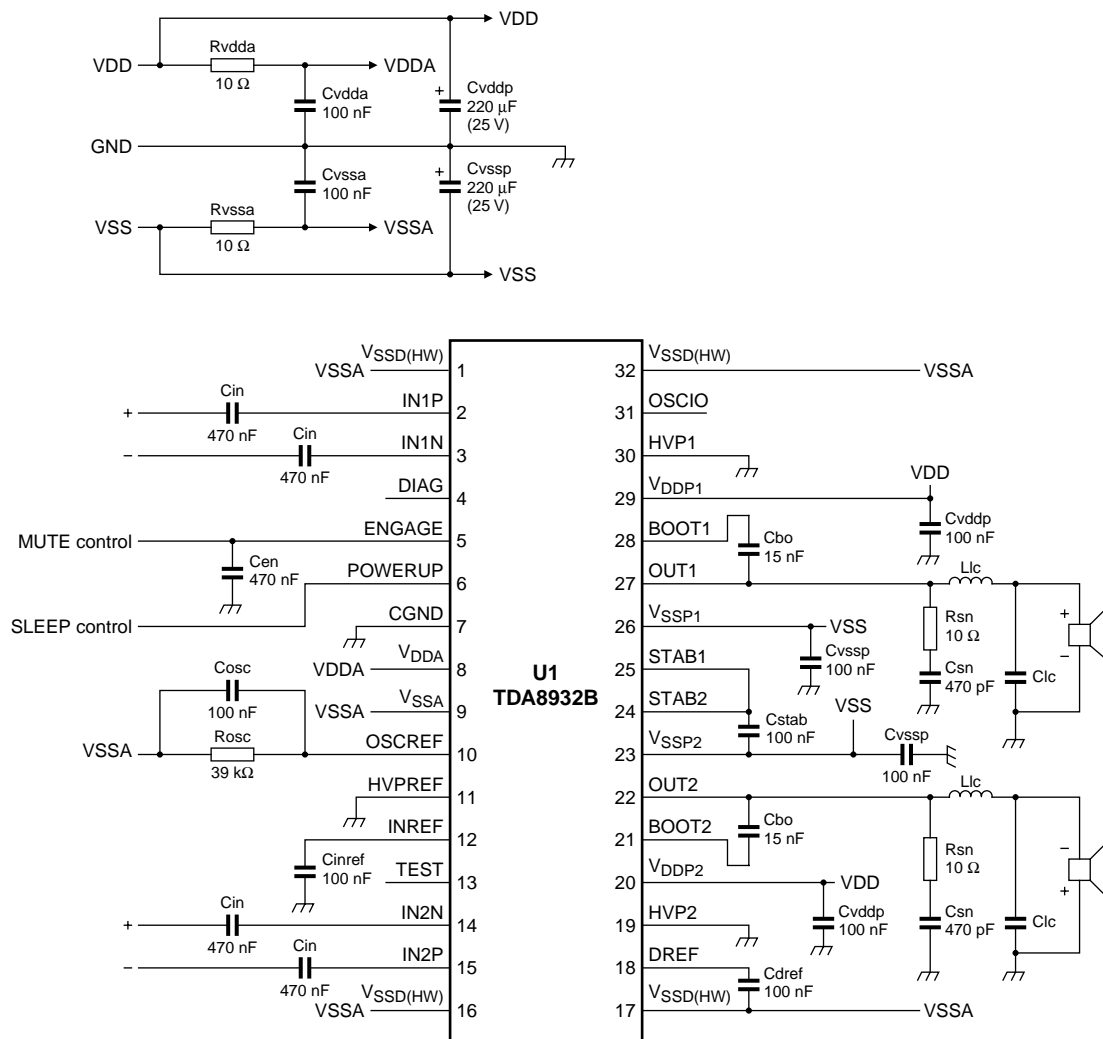 VDD
Rvdda
VDD
VDDA
10 Ω
Cvdda
100 nF
+
Cvddp
220 μF
(25 V)
GND
Cvssa
100 nF
+
Cvssp
220 μF
(25 V)
Rvssa
VSS
VSSA
10 Ω
VSS
VSSD(HW)
VSSA
1
Cin
IN1P
+
2
470 nF
Cin
IN1N
−
3
470 nF
DIAG
4
ENGAGE
MUTE control
5
Cen
470 nF
POWERUP
6
SLEEP control
CGND
7
VDDA
VDDA
8
Cosc
100 nF
VSSA
VSSA
9
VSSA
Rosc
39 kΩ
OSCREF
10
HVPREF
11
INREF
12
Cinref
100 nF
TEST
13
Cin
IN2N
+
14
470 nF
Cin
IN2P
−
15
470 nF
VSSD(HW)
VSSA
16
U1
TDA8932B
VSSD(HW)
32
VSSA
OSCIO
31
HVP1
30
VDD
VDDP1
29
Cvddp
100 nF
BOOT1
28
Cbo
15 nF
OUT1
27
Llc
Rsn
10 Ω
+
−
VSSP1
26
VSS
Cvssp
100 nF
STAB1
25
Csn
470 pF
Clc
STAB2
24
Cstab
100 nF
VSS
VSSP2
23
Cvssp
100 nF
OUT2
22
Llc
BOOT2
21
Cbo
15 nF
Rsn
10 Ω
−
+
VDDP2
20
VDD
Cvddp
100 nF
HVP2
19
Csn
470 pF
Clc
DREF
18
Cdref
100 nF
VSSD(HW)
17
VSSA